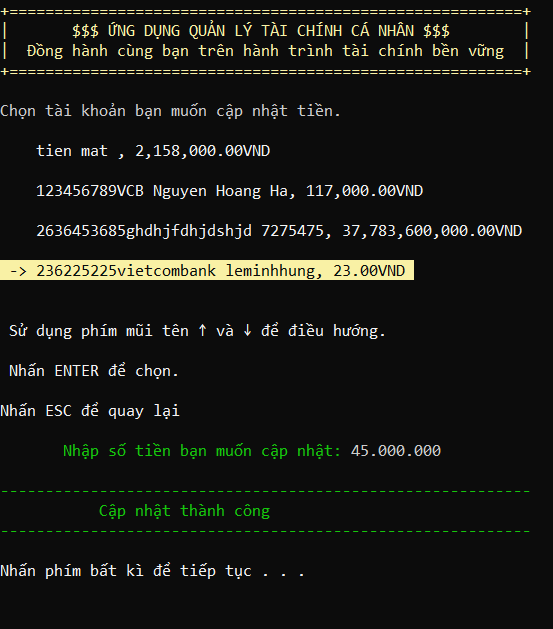 +=========================================================+
| $$$ ỨNG DỤNG QUẢN LÝ TÀI CHÍNH CÁ NHÂN $$$ |
| Đồng hành cùng bạn trên hành trình tài chính bền vững |
+=========================================================+
Chọn tài khoản bạn muốn cập nhật tiền.
tien mat , 2,158,000.00VND
123456789VCB Nguyen Hoang Ha, 117,000.00VND
2636453685ghdhjfdhjdshjd 7275475, 37,783,600,000.00VND
-> 236225225vietcombank leminhhung, 23.00VND
Sử dụng phím mũi tên ↑ và ↓ để điều hướng.
Nhấn ENTER để chọn.
Nhấn ESC để quay lại
Nhập số tiền bạn muốn cập nhật: 45.000.000
-----------------------------------------------------------
Cập nhật thành công
-----------------------------------------------------------
Nhấn phím bất kì để tiếp tục . . .